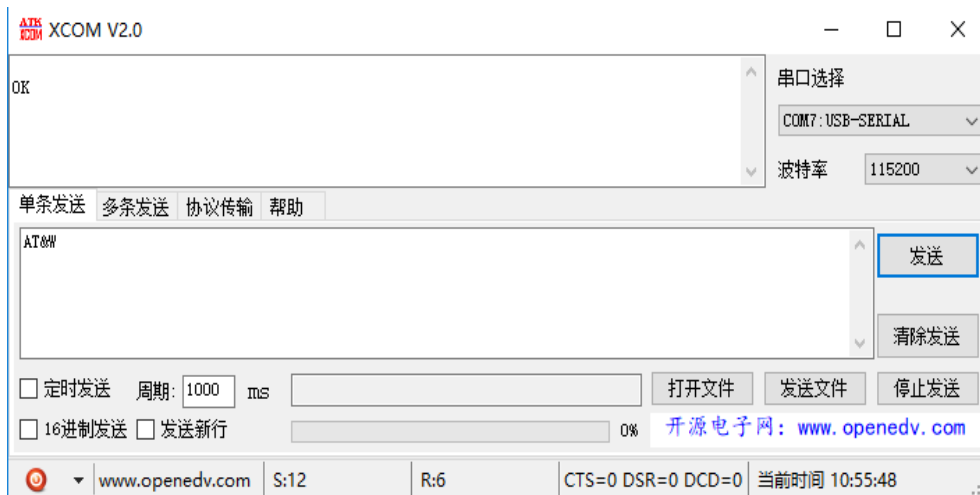 ATK XCOM XCOM V2.0
OK
串口选择
COM7:USB-SERIAL
波特率 115200
单条发送 多条发送 协议传输 帮助
AT&W
发送
清除发送
定时发送 周期: 1000 ms 打开文件 发送文件 停止发送
16进制发送 发送新行 0% 开源电子网: www.openedv.com
www.openedv.com S:12 R:6 CTS=0 DSR=0 DCD=0 当前时间 10:55:48